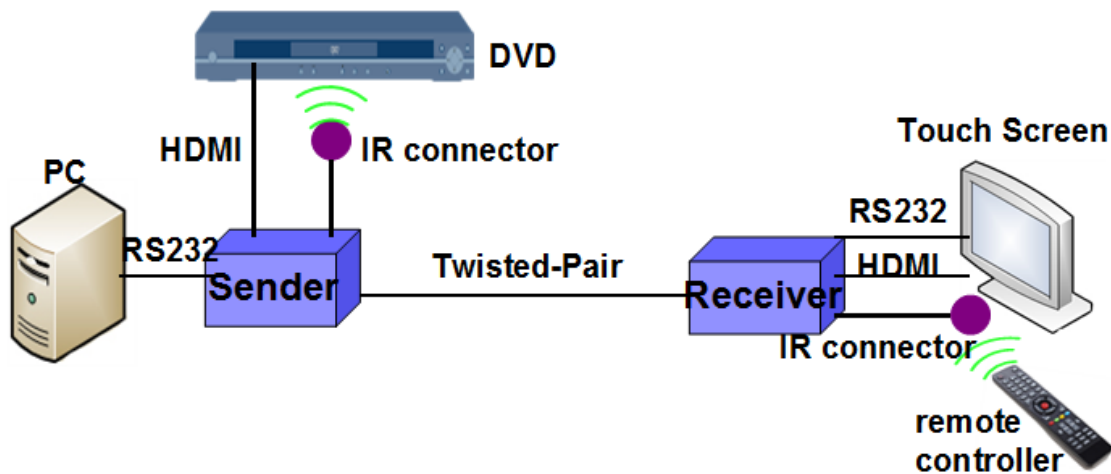 DVD
HDMI
IR connector
PC
RS232
Sender
Twisted-Pair
Receiver
Touch Screen
RS232
HDMI
IR connector
remote
controller